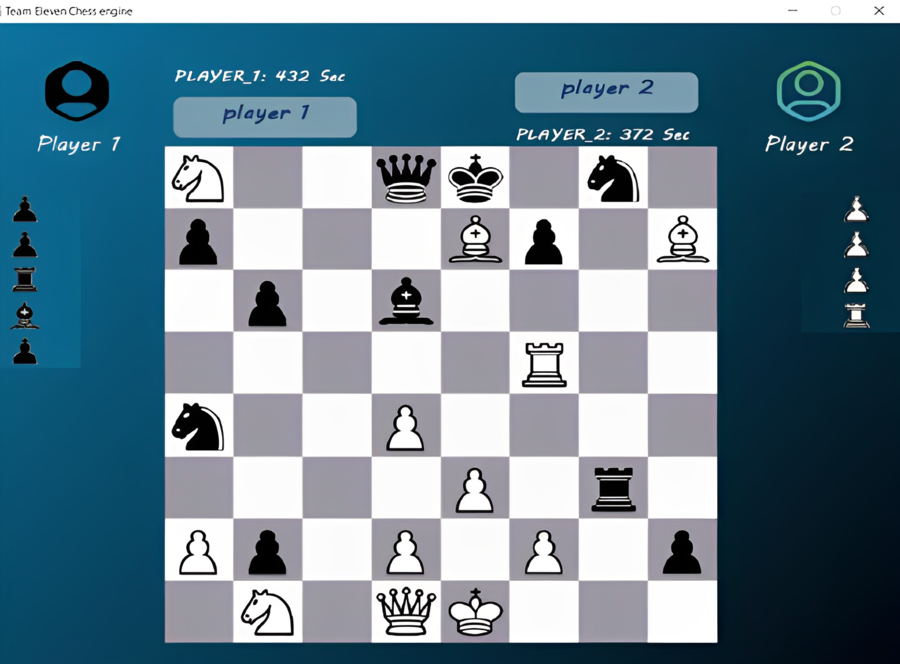 Team Eleven Chess engine
PLAYER_1: 432 Sec
player 1
player 2
PLAYER_2: 372 Sec
Player 1
Player 2